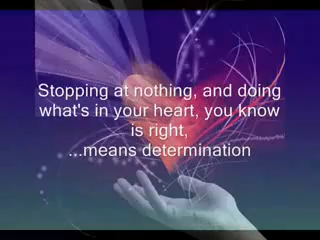 Stopping at nothing, and doing
what's in your heart, you know
is right,
...means determination